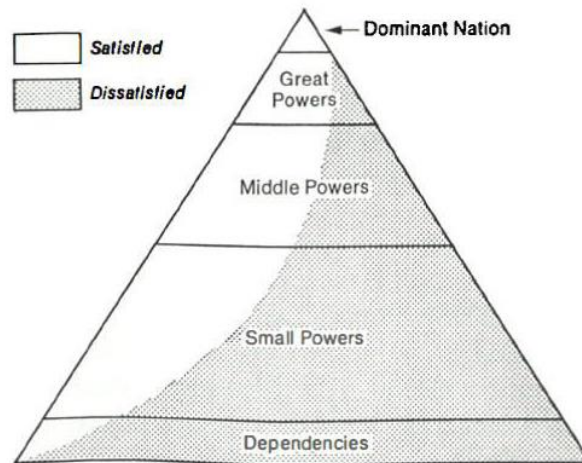 Satisfied
Dissatisfied
Dominant Nation
Great
Powers
Middle Powers
Small Powers
Dependencies